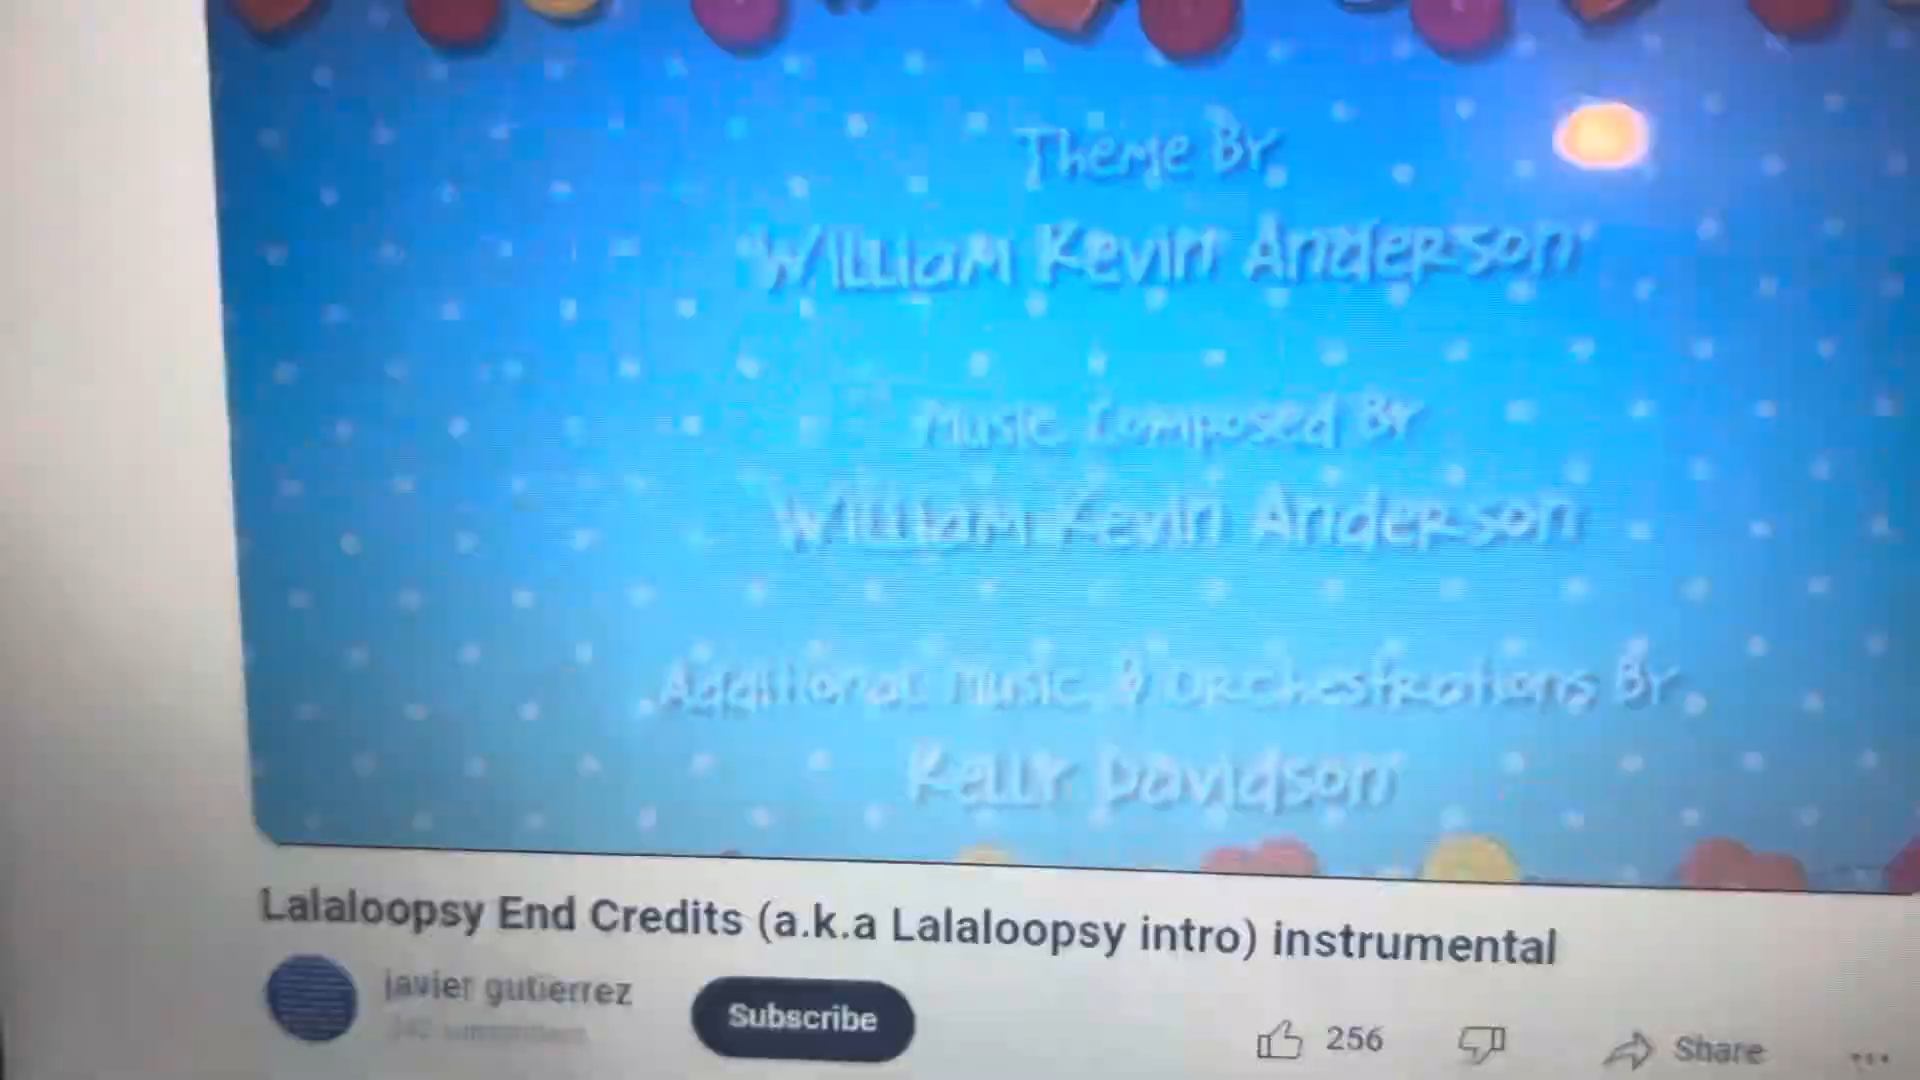 Theme By
William Kevin Anderson
Music Composed By
William Kevin Anderson
Additional Music & Orchestrations By
Kelly Davidson
Lalaloopsy End Credits (a.k.a Lalaloopsy intro) instrumental
javier gutierrez
Subscribe
256
Share